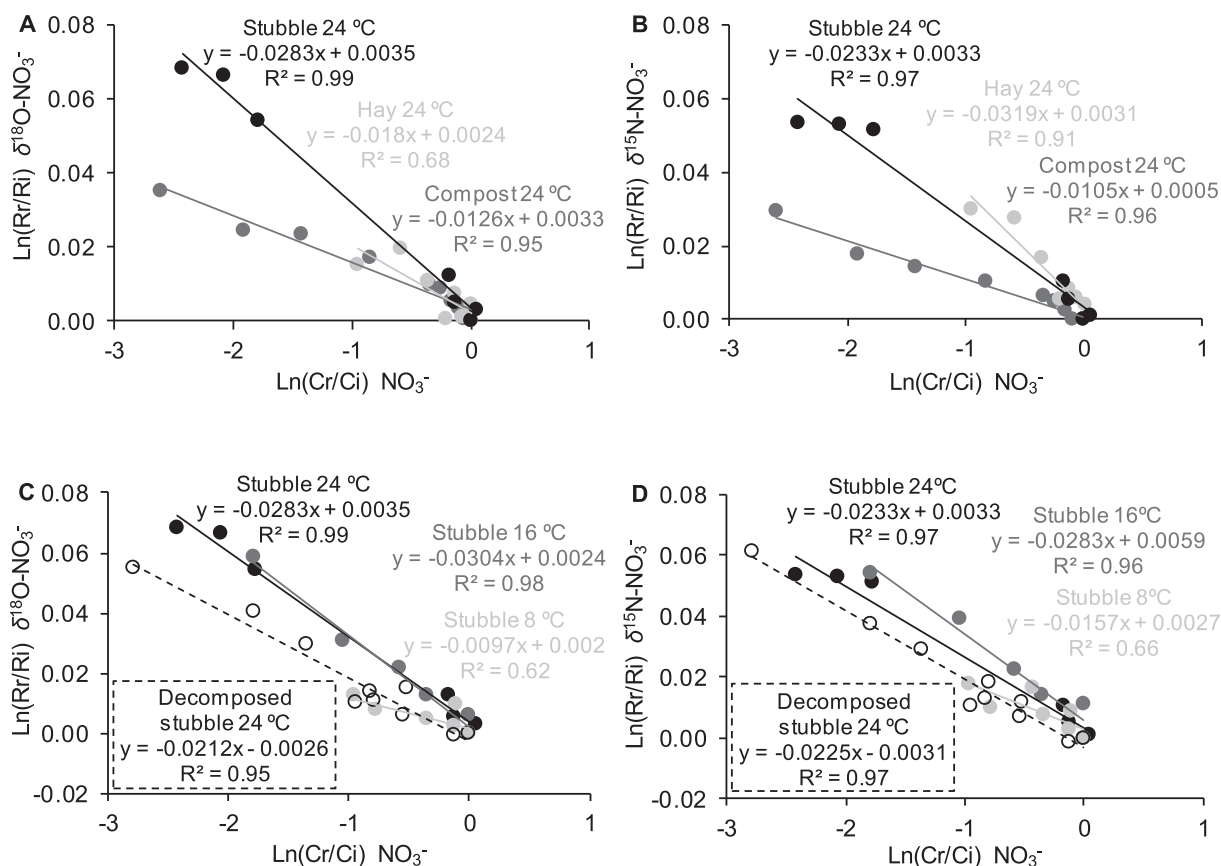 A
Ln(Rr/Ri) δ¹⁸O-NO₃⁻
0.08
0.06
0.04
0.02
0.00
-3
-2
-1
0
1
Ln(Cr/Ci) NO₃⁻
Stubble 24 ºC
y = -0.0283x + 0.0035
R² = 0.99
Hay 24 ºC
y = -0.018x + 0.0024
R² = 0.68
Compost 24 ºC
y = -0.0126x + 0.0033
R² = 0.95
B
Ln(Rr/Ri) δ¹⁵N-NO₃⁻
0.08
0.06
0.04
0.02
0.00
-3
-2
-1
0
1
Ln(Cr/Ci) NO₃⁻
Stubble 24 ºC
y = -0.0233x + 0.0033
R² = 0.97
Hay 24 ºC
y = -0.0319x + 0.0031
R² = 0.91
Compost 24 ºC
y = -0.0105x + 0.0005
R² = 0.96
C
Ln(Rr/Ri) δ¹⁸O-NO₃⁻
0.08
0.06
0.04
0.02
0.00
-0.02
-3
-2
-1
0
1
Ln(Cr/Ci) NO₃⁻
Stubble 24 ºC
y = -0.0283x + 0.0035
R² = 0.99
Stubble 16 ºC
y = -0.0304x + 0.0024
R² = 0.98
Stubble 8 ºC
y = -0.0097x + 0.002
R² = 0.62
Decomposed
stubble 24 ºC
y = -0.0212x - 0.0026
R² = 0.95
D
Ln(Rr/Ri) δ¹⁵N-NO₃⁻
0.08
0.06
0.04
0.02
0.00
-0.02
-3
-2
-1
0
1
Ln(Cr/Ci) NO₃⁻
Stubble 24ºC
y = -0.0233x + 0.0033
R² = 0.97
Stubble 16ºC
y = -0.0283x + 0.0059
R² = 0.96
Stubble 8ºC
y = -0.0157x + 0.0027
R² = 0.66
Decomposed
stubble 24 ºC
y = -0.0225x - 0.0031
R² = 0.97